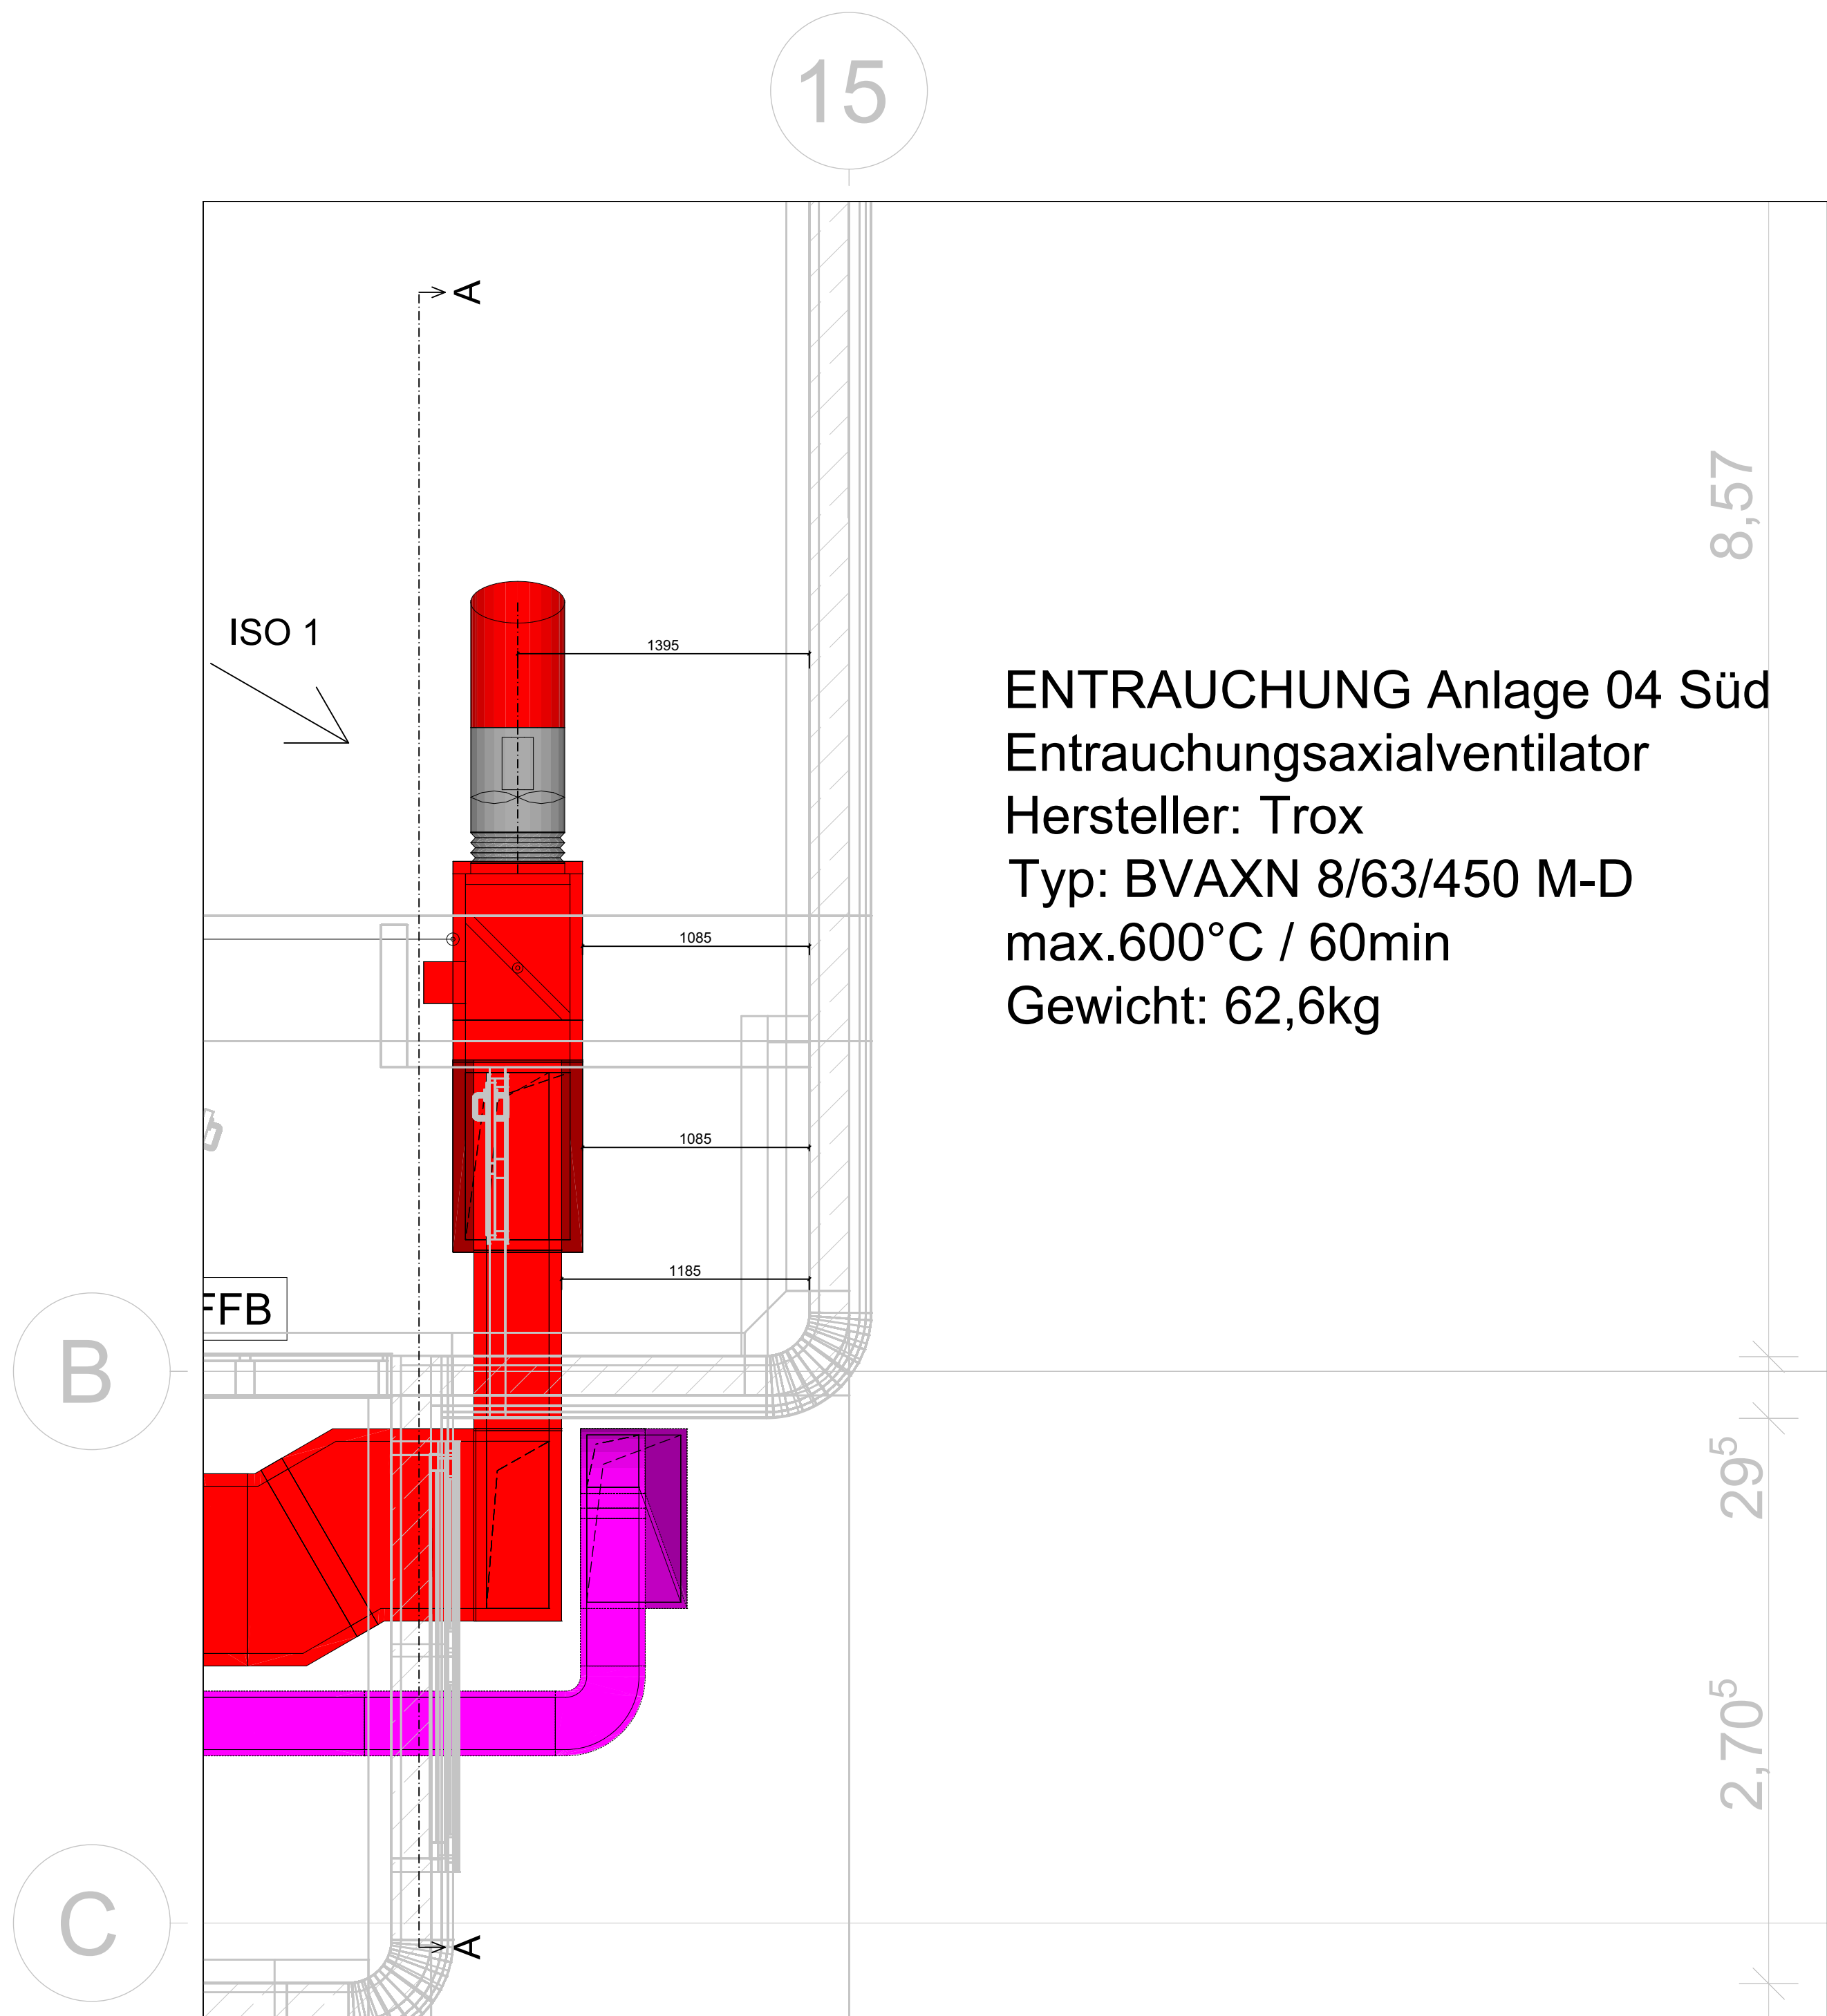 15
A
8,57
ISO 1
1395
ENTRAUCHUNG Anlage 04 Süd
Entrauchungsaxialventilator
Hersteller: Trox
Typ: BVAXN 8/63/450 M-D
max.600°C / 60min
Gewicht: 62,6kg
1085
1085
1185
FFB
B
29⁵
2,70⁵
C
A